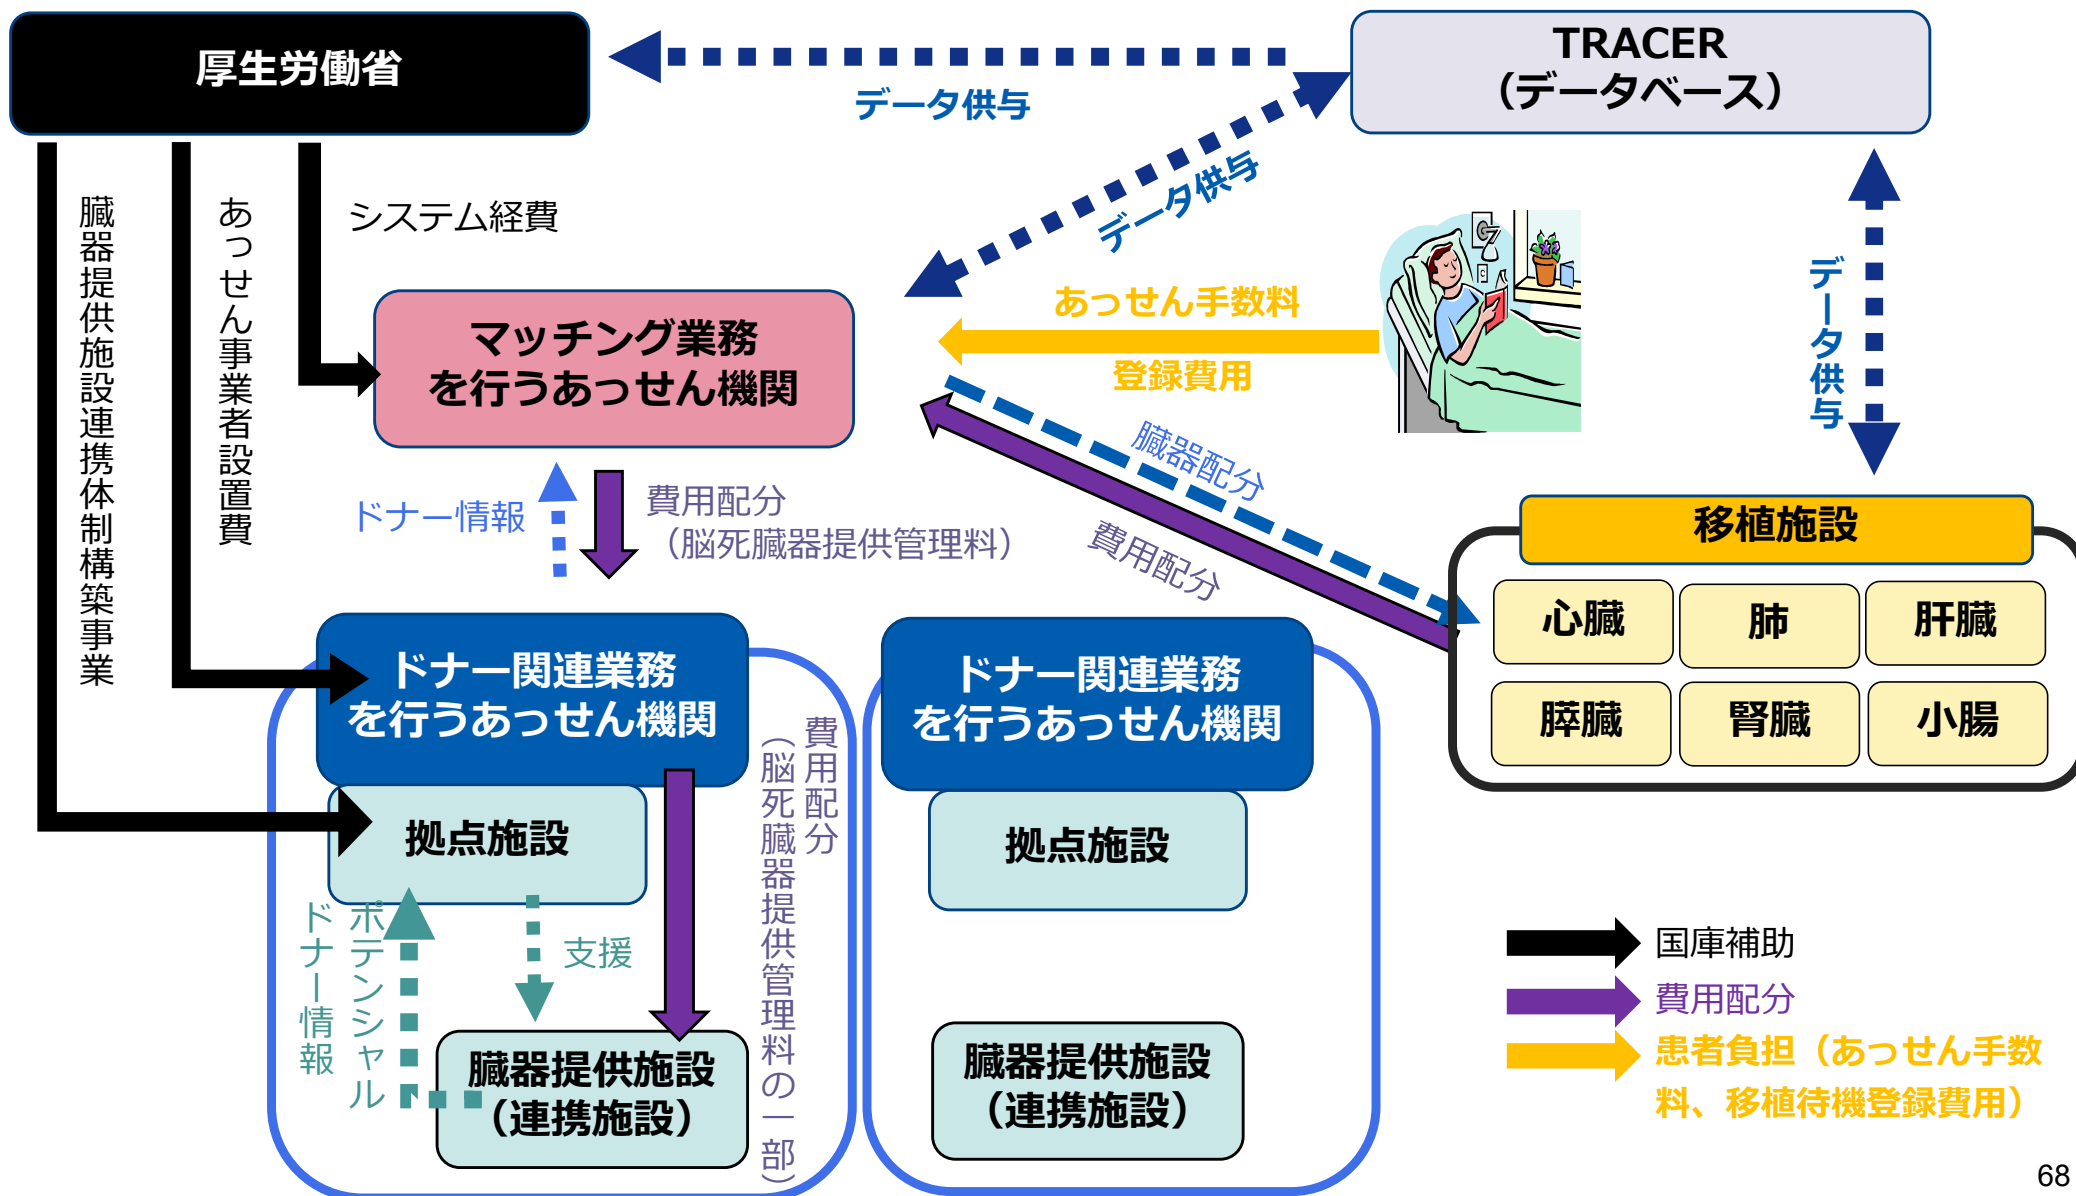 厚生労働省
TRACER
（データベース）
データ供与
データ供与
データ供与
臓器提供施設連携体制構築事業
あっせん事業者設置費
システム経費
マッチング業務
を行うあっせん機関
あっせん手数料
登録費用
ドナー情報
費用配分
（脳死臓器提供管理料）
臓器配分
費用配分
移植施設
心臓
肺
肝臓
膵臓
腎臓
小腸
ドナー関連業務
を行うあっせん機関
拠点施設
ポテンシャル
ドナー情報
支援
費用配分
（脳死臓器提供管理料の一部）
臓器提供施設
（連携施設）
ドナー関連業務
を行うあっせん機関
拠点施設
臓器提供施設
（連携施設）
国庫補助
費用配分
患者負担（あっせん手数
料、移植待機登録費用）
68